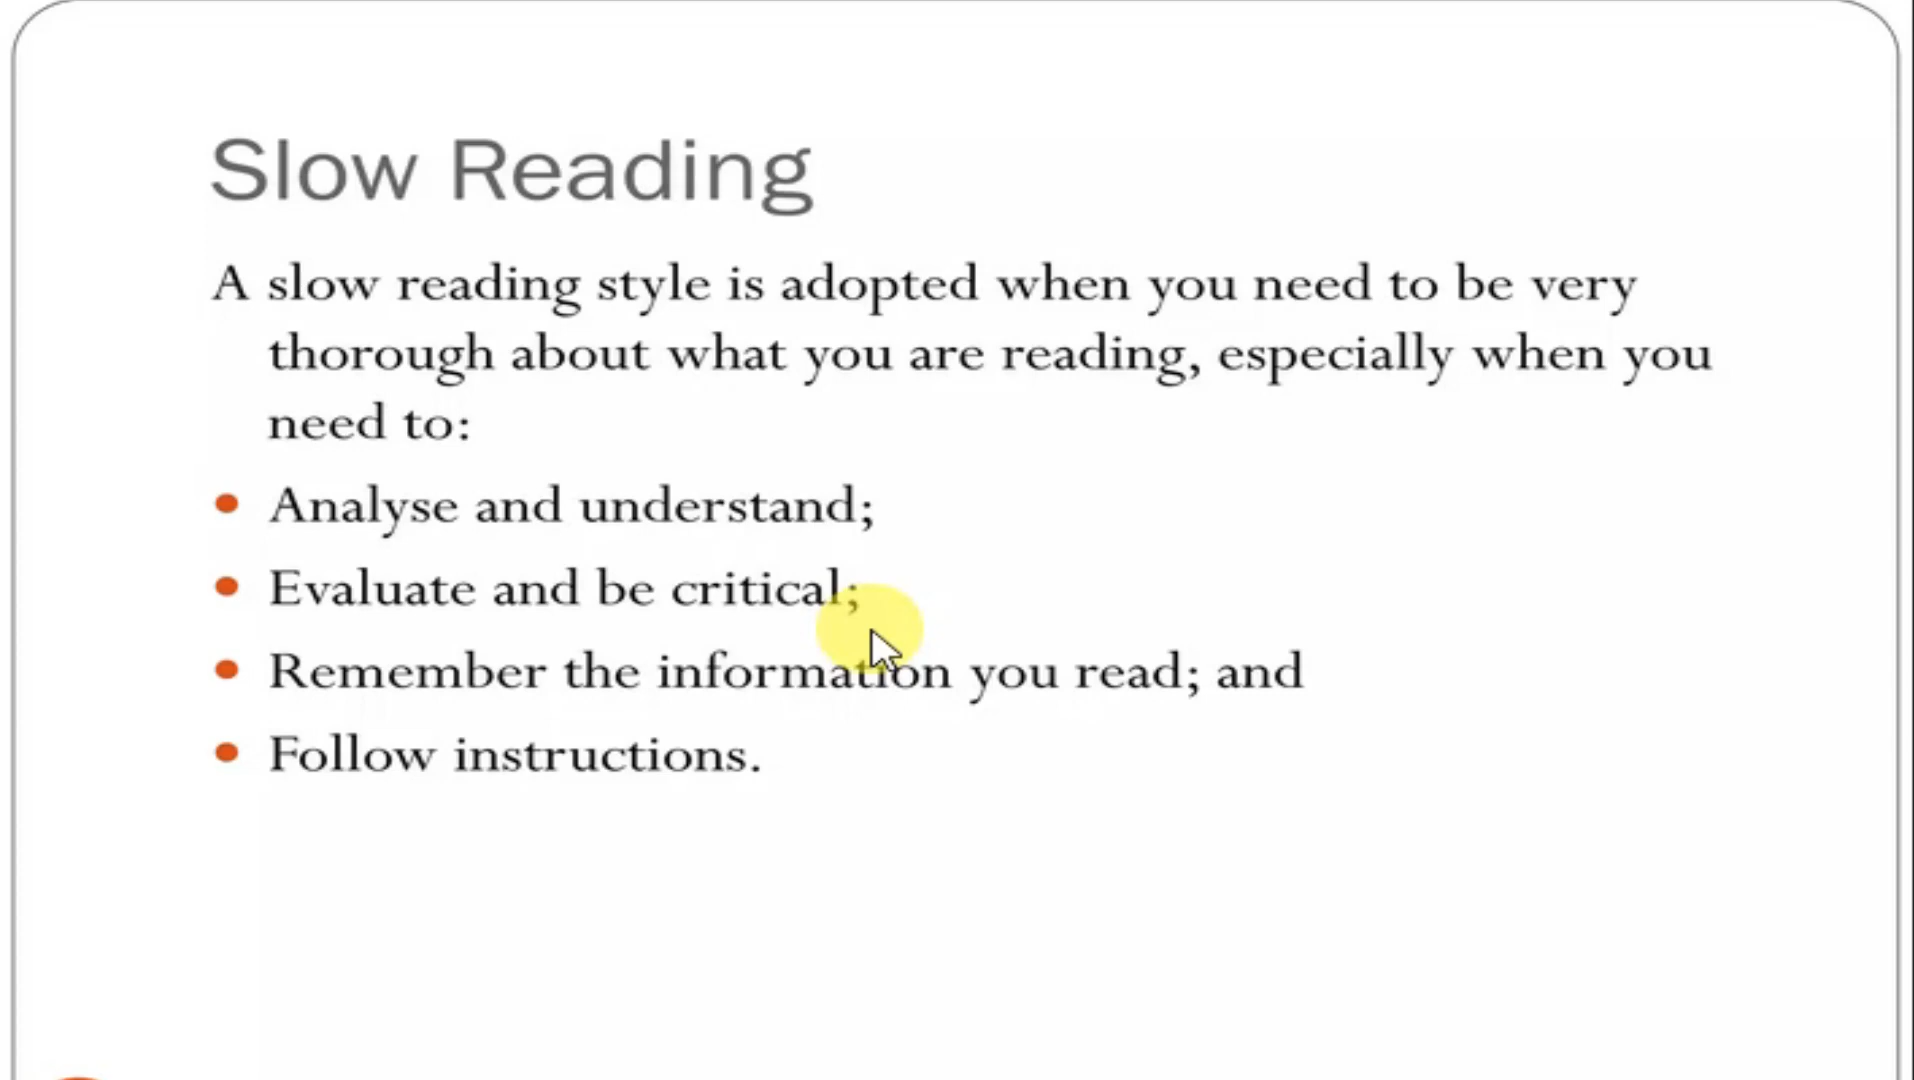 Slow Reading
A slow reading style is adopted when you need to be very
thorough about what you are reading, especially when you
need to:
Analyse and understand;
Evaluate and be critical;
Remember the information you read; and
Follow instructions.